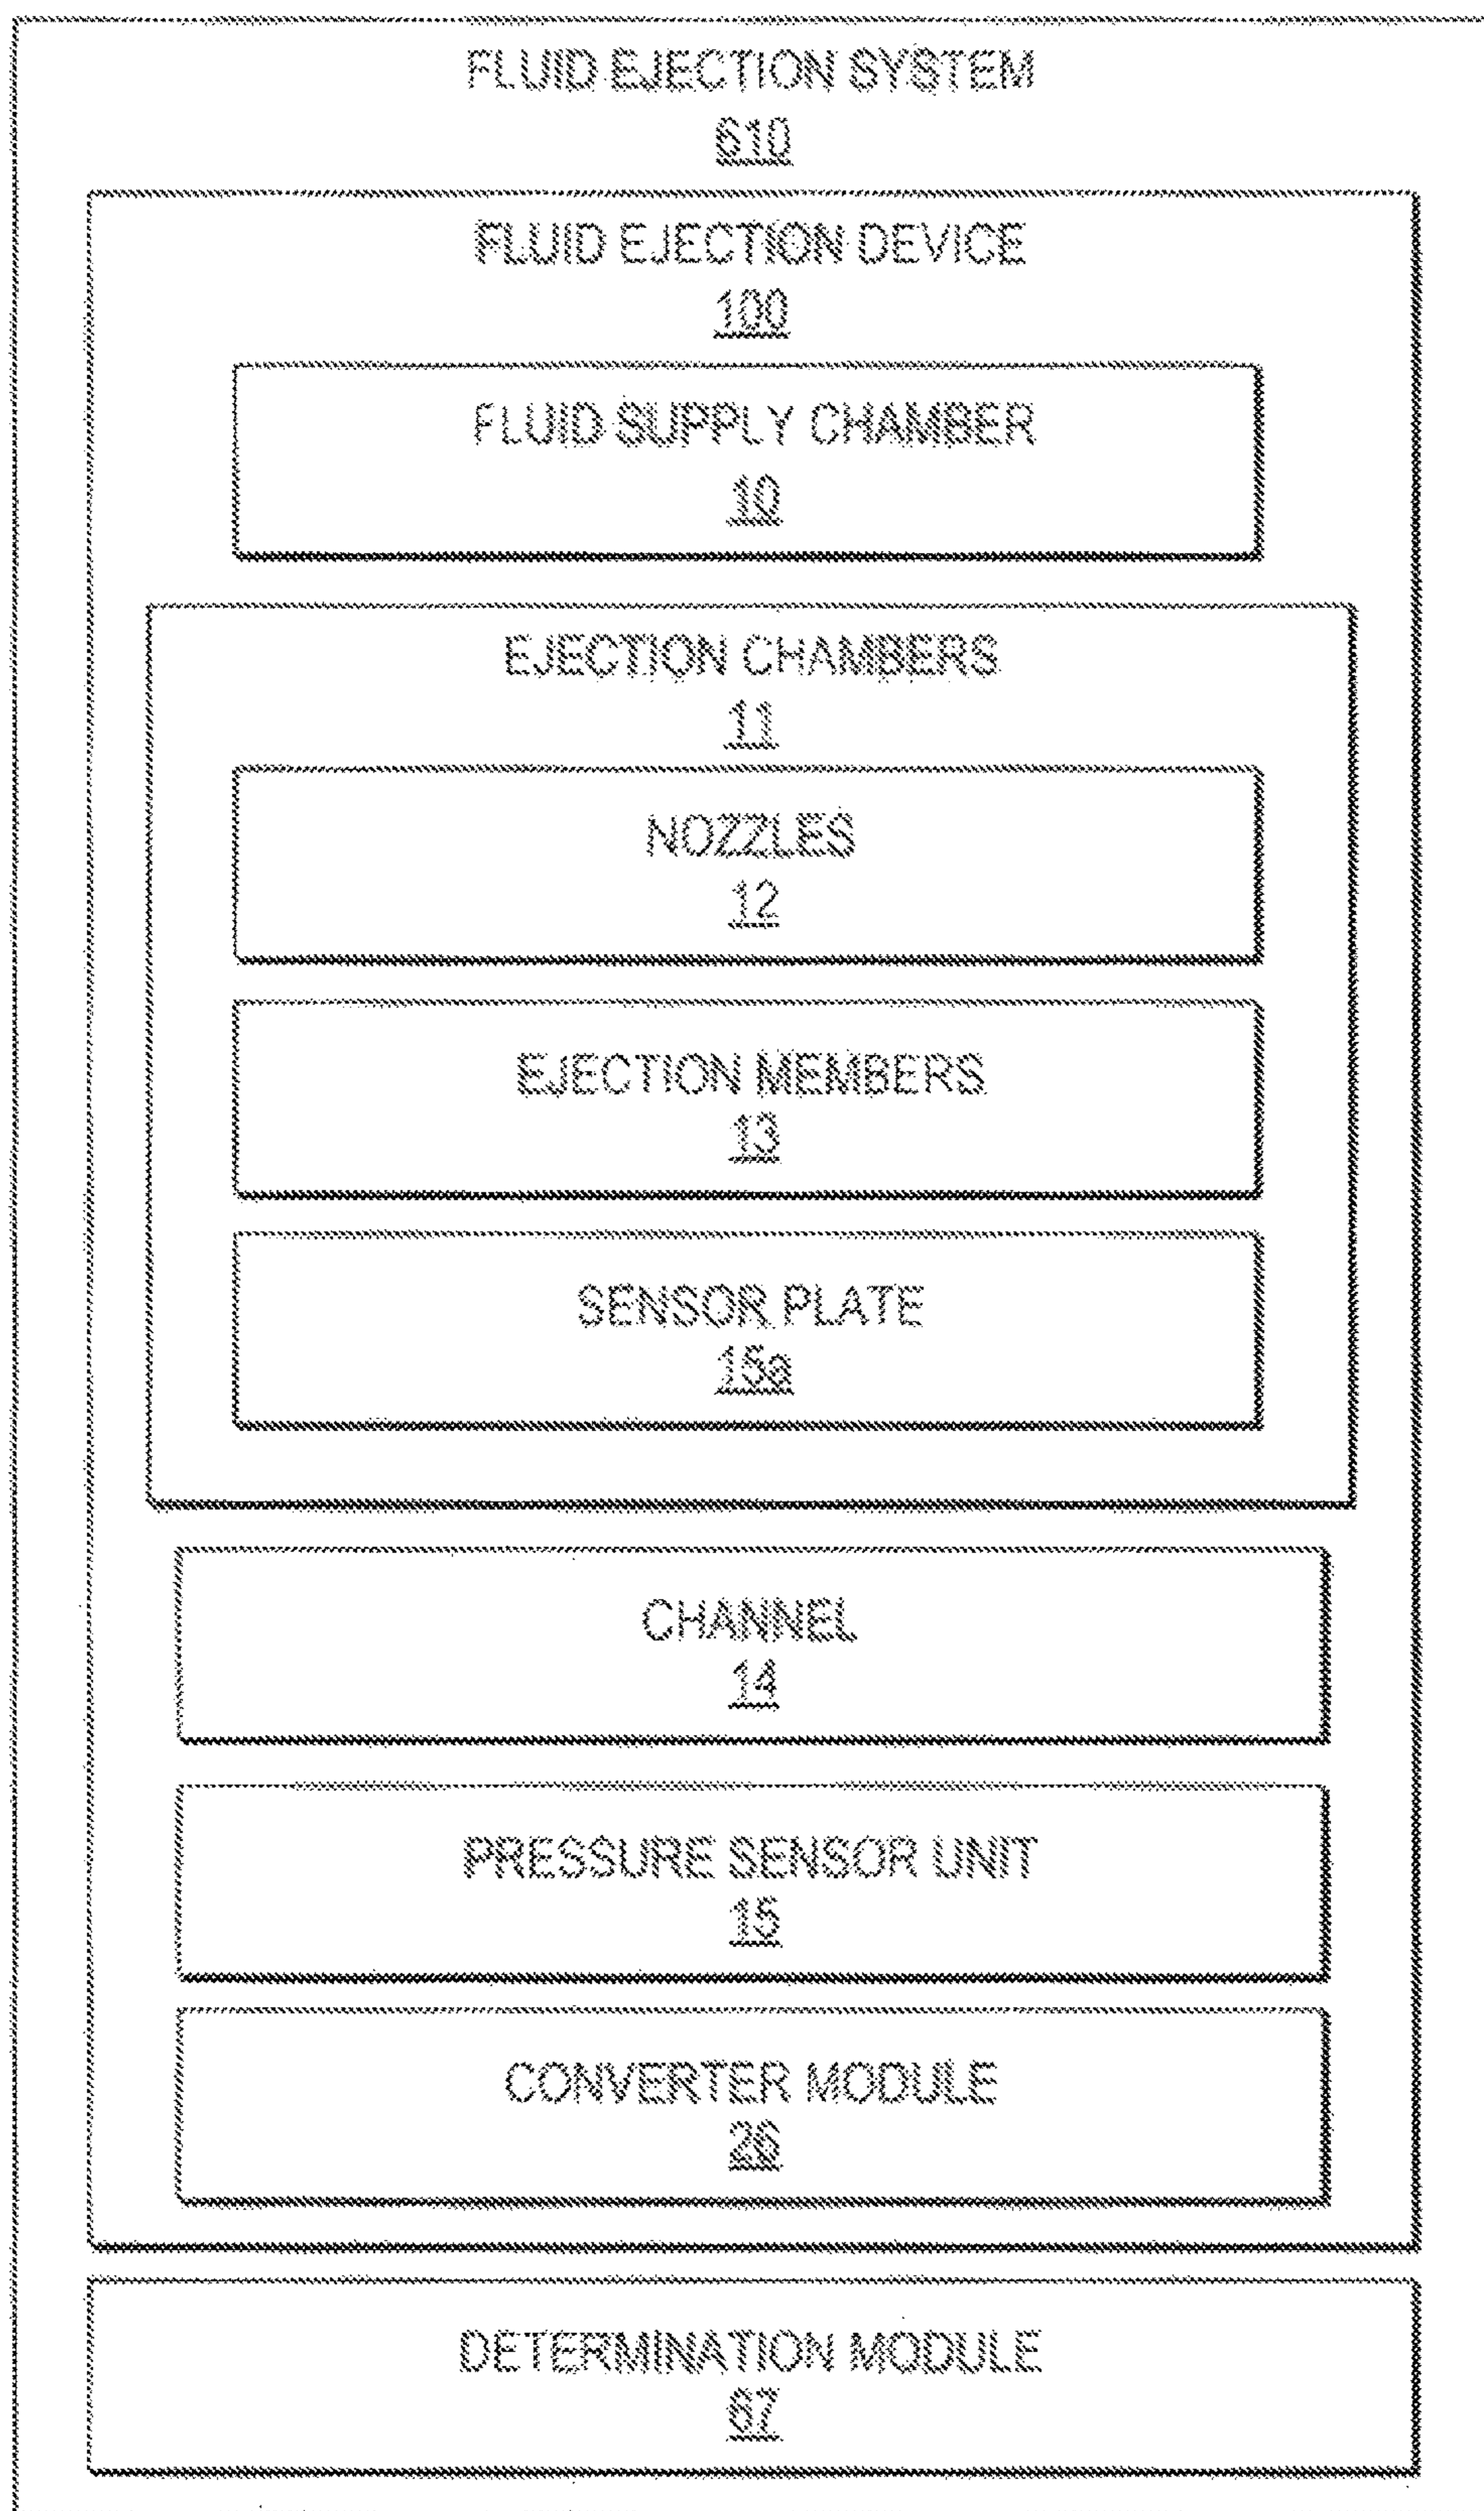 FLUID EJECTION SYSTEM
610
FLUID EJECTION DEVICE
100
FLUID SUPPLY CHAMBER
10
EJECTION CHAMBERS
11
NOZZLES
12
EJECTION MEMBERS
13
SENSOR PLATE
15a
CHANNEL
14
PRESSURE SENSOR UNIT
15
CONVERTER MODULE
26
DETERMINATION MODULE
67